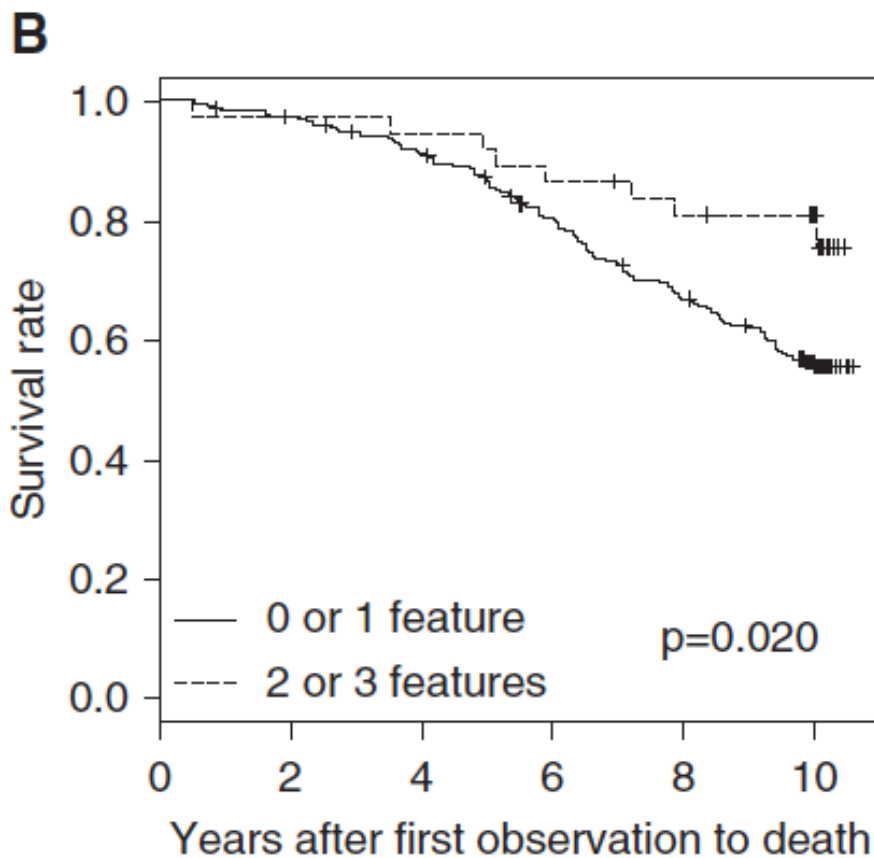 B
1.0
0.8
0.6
0.4
0.2
0.0
Survival rate
0 or 1 feature
2 or 3 features
p=0.020
0 2 4 6 8 10
Years after first observation to death